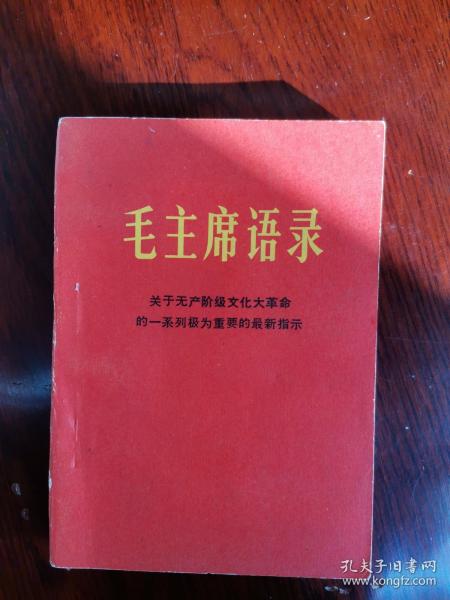 毛主席语录
关于无产阶级文化大革命
的一系列极为重要的最新指示
孔夫子旧书网
www.kongfz.com